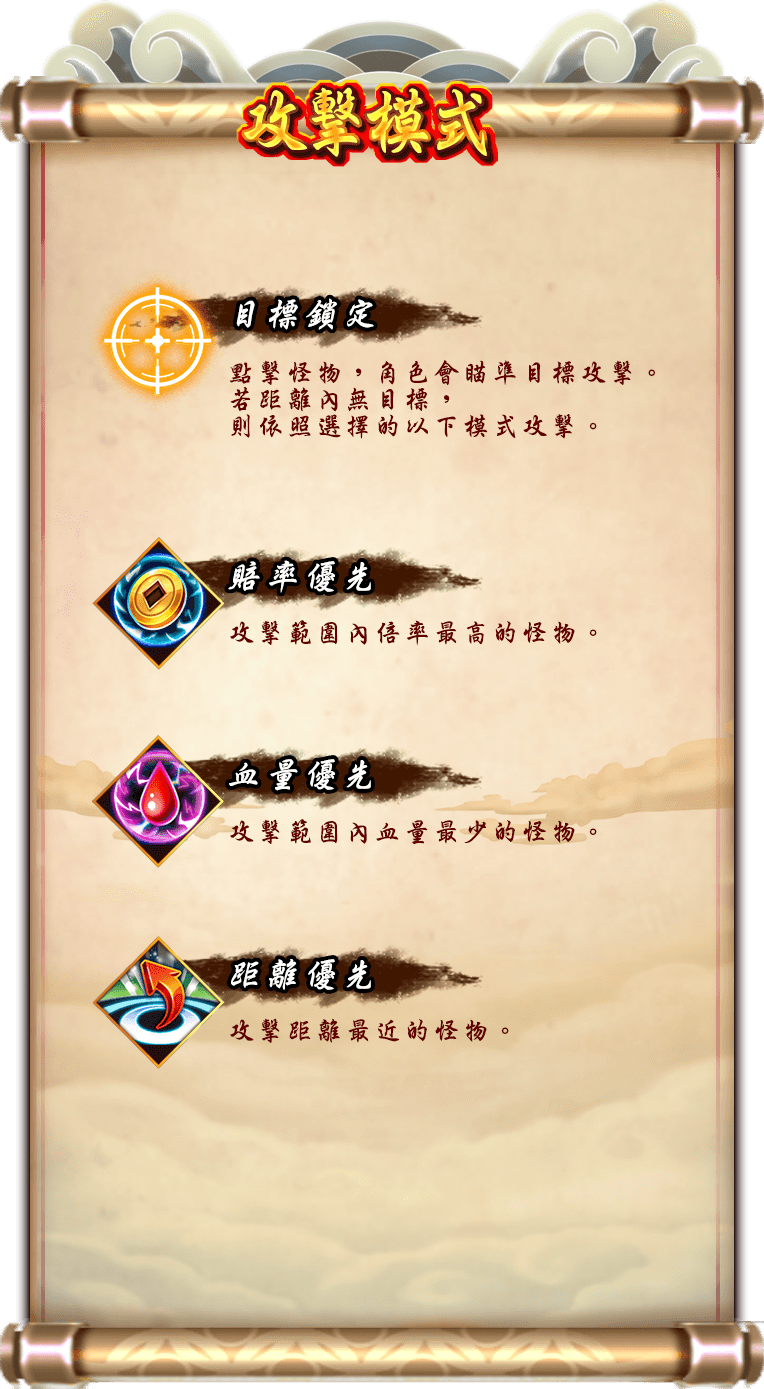 攻擊模式
目標鎖定
點擊怪物，角色會瞄準目標攻擊。
若距離內無目標，
則依照選擇的以下模式攻擊。
賠率優先
攻擊範圍內倍率最高的怪物。
血量優先
攻擊範圍內血量最少的怪物。
距離優先
攻擊距離最近的怪物。